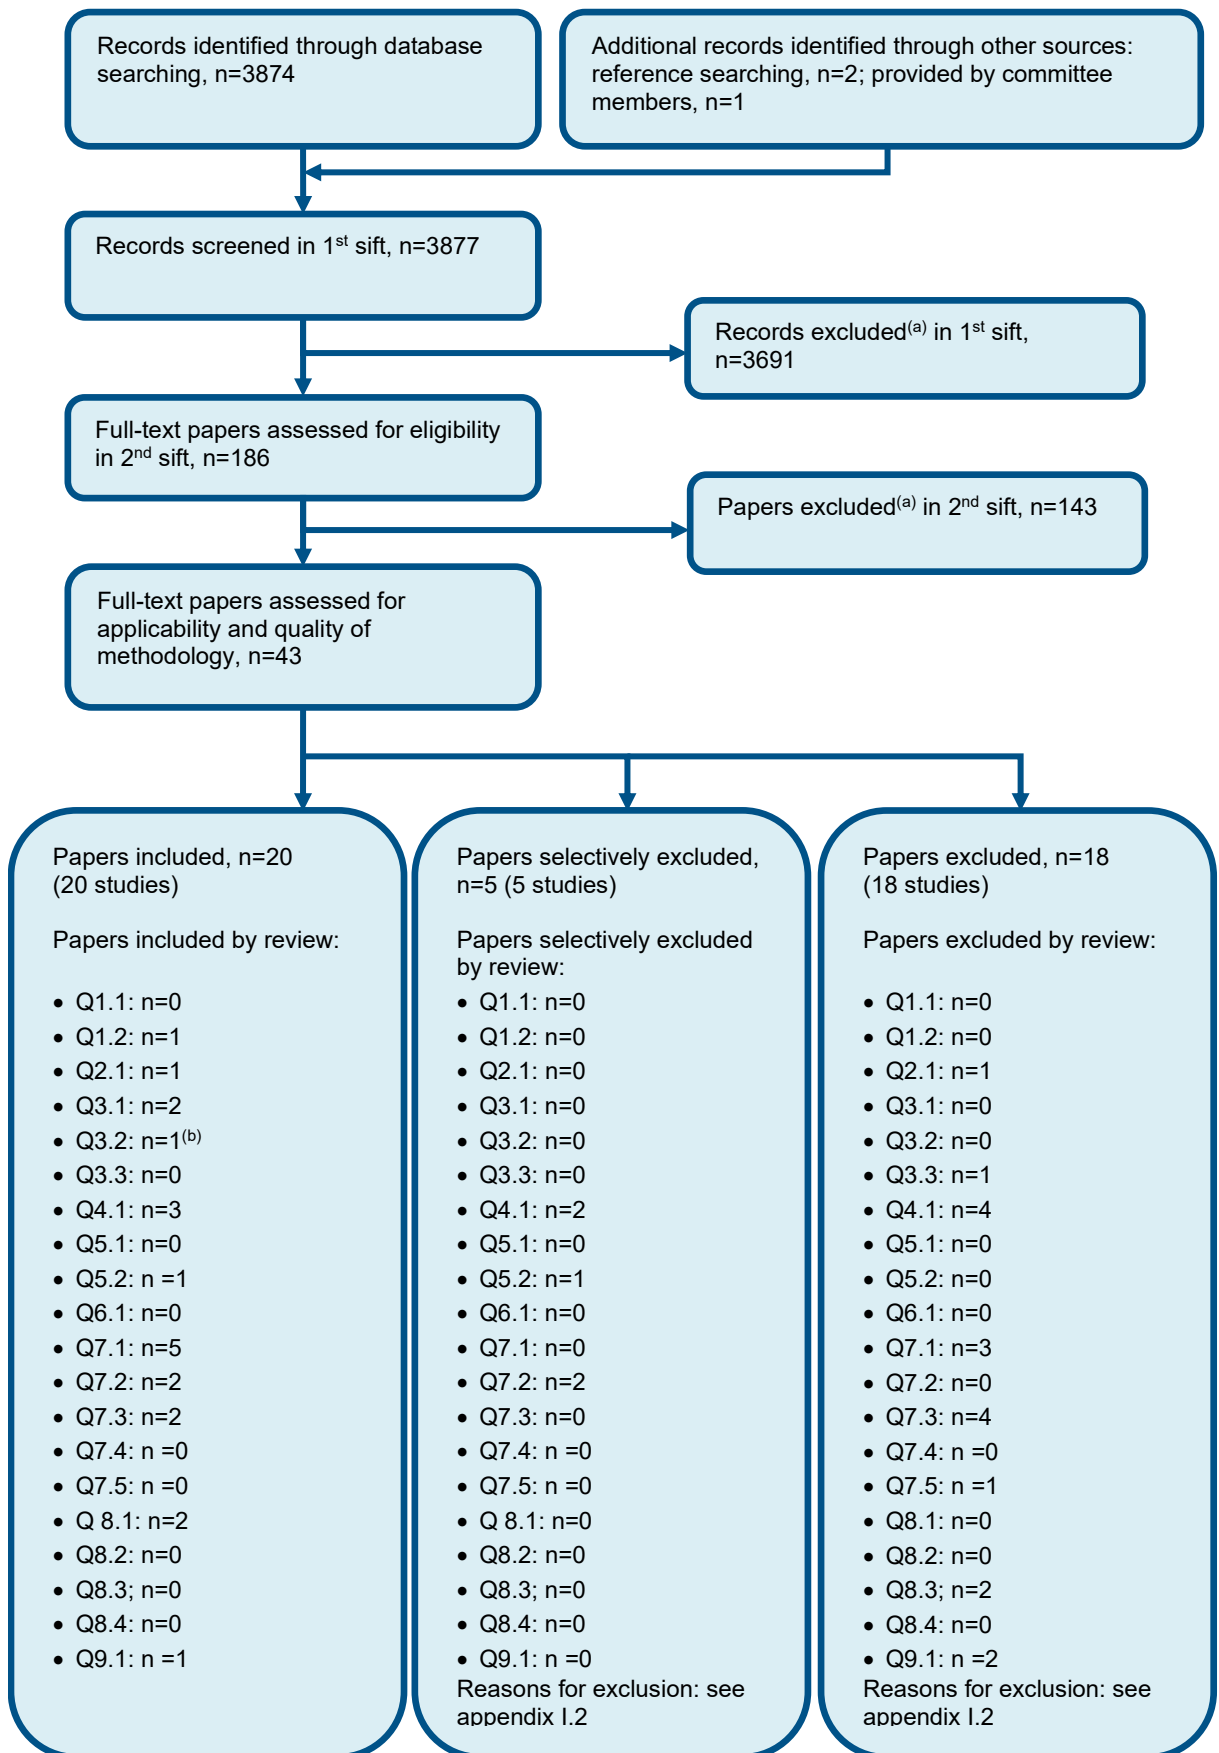 Records identified through database
searching, n=3874
Additional records identified through other sources:
reference searching, n=2; provided by committee
members, n=1
Records screened in 1st sift, n=3877
Records excluded(a) in 1st sift,
n=3691
Full-text papers assessed for eligibility
in 2nd sift, n=186
Papers excluded(a) in 2nd sift, n=143
Full-text papers assessed for
applicability and quality of
methodology, n=43
Papers included, n=20
(20 studies)
Papers included by review:
• Q1.1: n=0
• Q1.2: n=1
• Q2.1: n=1
• Q3.1: n=2
• Q3.2: n=1(b)
• Q3.3: n=0
• Q4.1: n=3
• Q5.1: n=0
• Q5.2: n =1
• Q6.1: n=0
• Q7.1: n=5
• Q7.2: n=2
• Q7.3: n=2
• Q7.4: n =0
• Q7.5: n =0
• Q 8.1: n=2
• Q8.2: n=0
• Q8.3; n=0
• Q8.4: n=0
• Q9.1: n =1
Papers selectively excluded,
n=5 (5 studies)
Papers selectively excluded
by review:
• Q1.1: n=0
• Q1.2: n=0
• Q2.1: n=0
• Q3.1: n=0
• Q3.2: n=0
• Q3.3: n=0
• Q4.1: n=2
• Q5.1: n=0
• Q5.2: n=1
• Q6.1: n=0
• Q7.1: n=0
• Q7.2: n=2
• Q7.3: n=0
• Q7.4: n =0
• Q7.5: n =0
• Q 8.1: n=0
• Q8.2: n=0
• Q8.3; n=0
• Q8.4: n=0
• Q9.1: n =0
Reasons for exclusion: see
appendix I.2
Papers excluded, n=18
(18 studies)
Papers excluded by review:
• Q1.1: n=0
• Q1.2: n=0
• Q2.1: n=1
• Q3.1: n=0
• Q3.2: n=0
• Q3.3: n=1
• Q4.1: n=4
• Q5.1: n=0
• Q5.2: n=0
• Q6.1: n=0
• Q7.1: n=3
• Q7.2: n=0
• Q7.3: n=4
• Q7.4: n =0
• Q7.5: n =1
• Q8.1: n=0
• Q8.2: n=0
• Q8.3; n=2
• Q8.4: n=0
• Q9.1: n =2
Reasons for exclusion: see
appendix I.2